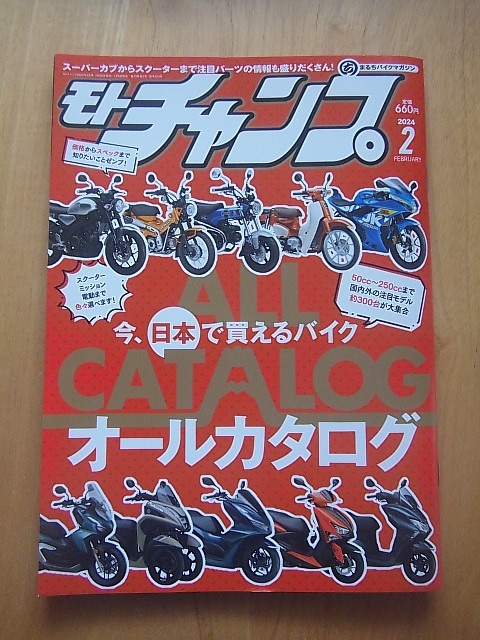 スーパーカブからスクーターまで注目パーツの情報も盛りだくさん!
まるちバイクマガジン
モトチャンプ
定価
660円
2024
2
FEBRUARY
価格からスペックまで
知りたいことゼンブ!
SUZUKI
スクーター
ミッション
電動まで
色々選べます!
50cc〜250ccまで
国内外の注目モデル
約300台が大集合
ALL
今、日本で買えるバイク
CATALOG
オールカタログ